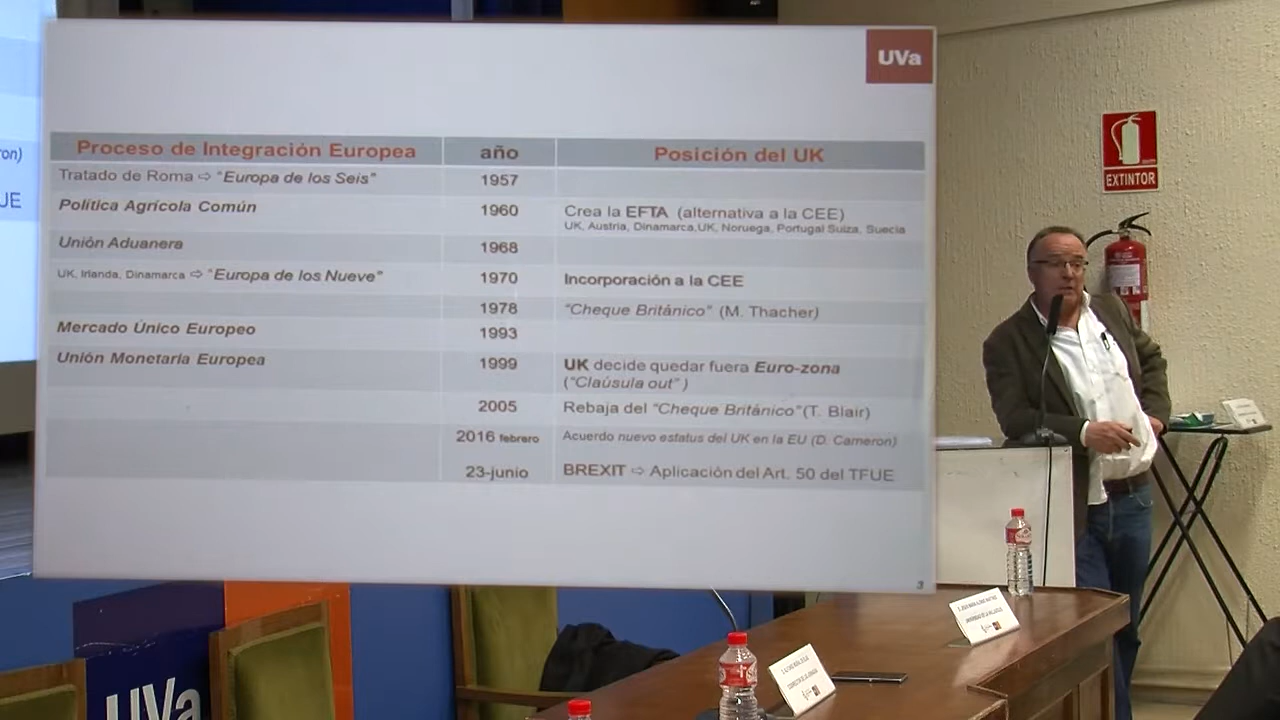 UVa
ron)
UE
Proceso de Integración Europea año Posición del UK
Tratado de Roma ⇨ "Europa de los Seis" 1957
Política Agrícola Común 1960 Crea la EFTA (alternativa a la CEE)
UK, Austria, Dinamarca,UK, Noruega, Portugal Suiza, Suecia
Unión Aduanera 1968
UK, Irlanda, Dinamarca ⇨ "Europa de los Nueve" 1970 Incorporación a la CEE
1978 "Cheque Británico" (M. Thacher)
Mercado Único Europeo 1993
Unión Monetaria Europea 1999 UK decide quedar fuera Euro-zona
("Claúsula out" )
2005 Rebaja del "Cheque Británico"(T. Blair)
2016 febrero Acuerdo nuevo estatus del UK en la EU (D. Cameron)
23-junio BREXIT ⇨ Aplicación del Art. 50 del TFUE
3
EXTINTOR
UVa